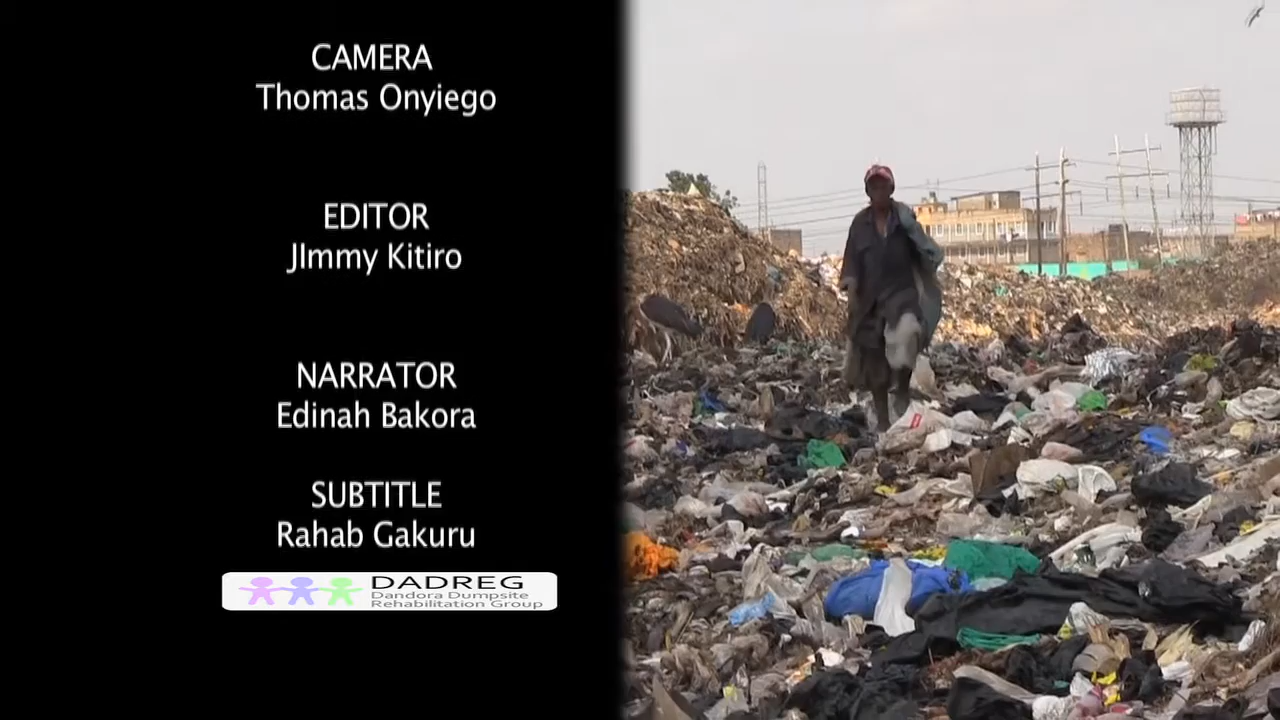 CAMERA
Thomas Onyiego
EDITOR
JImmy Kitiro
NARRATOR
Edinah Bakora
SUBTITLE
Rahab Gakuru
DADREG
Dandora Dumpsite
Rehabilitation Group